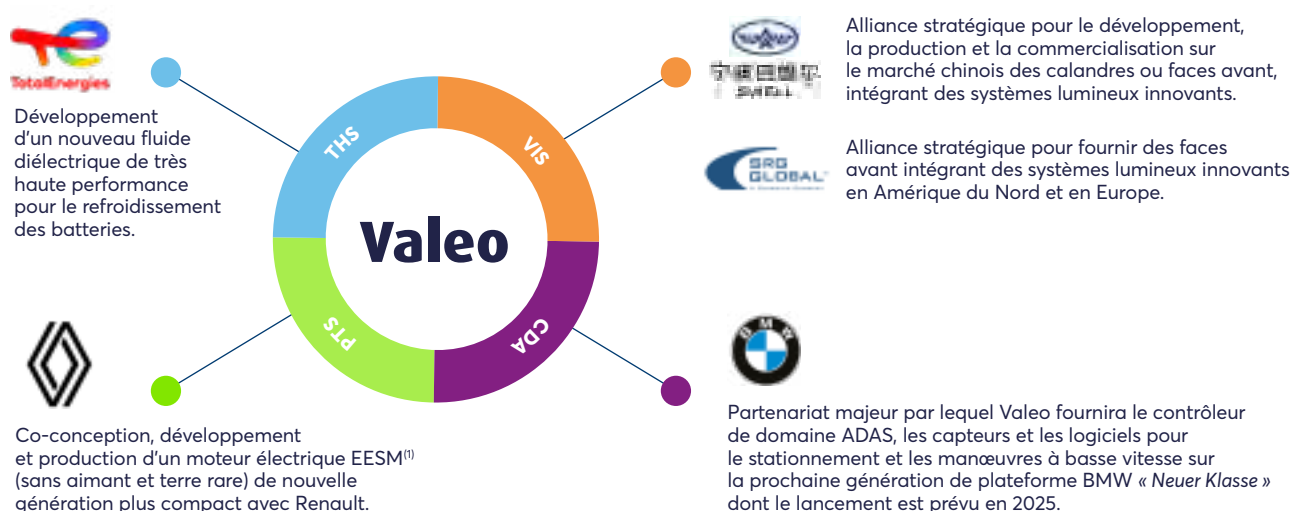 TotalEnergies
Développement
d'un nouveau fluide
diélectrique de très
haute performance
pour le refroidissement
des batteries.
Alliance stratégique pour le développement,
la production et la commercialisation sur
le marché chinois des calandres ou faces avant,
intégrant des systèmes lumineux innovants.
SRG
GLOBAL
Alliance stratégique pour fournir des faces
avant intégrant des systèmes lumineux innovants
en Amérique du Nord et en Europe.
THS
VIS
Valeo
PTS
CDA
Co-conception, développement
et production d'un moteur électrique EESM(1)
(sans aimant et terre rare) de nouvelle
génération plus compact avec Renault.
BMW
Partenariat majeur par lequel Valeo fournira le contrôleur
de domaine ADAS, les capteurs et les logiciels pour
le stationnement et les manœuvres à basse vitesse sur
la prochaine génération de plateforme BMW « Neuer Klasse »
dont le lancement est prévu en 2025.